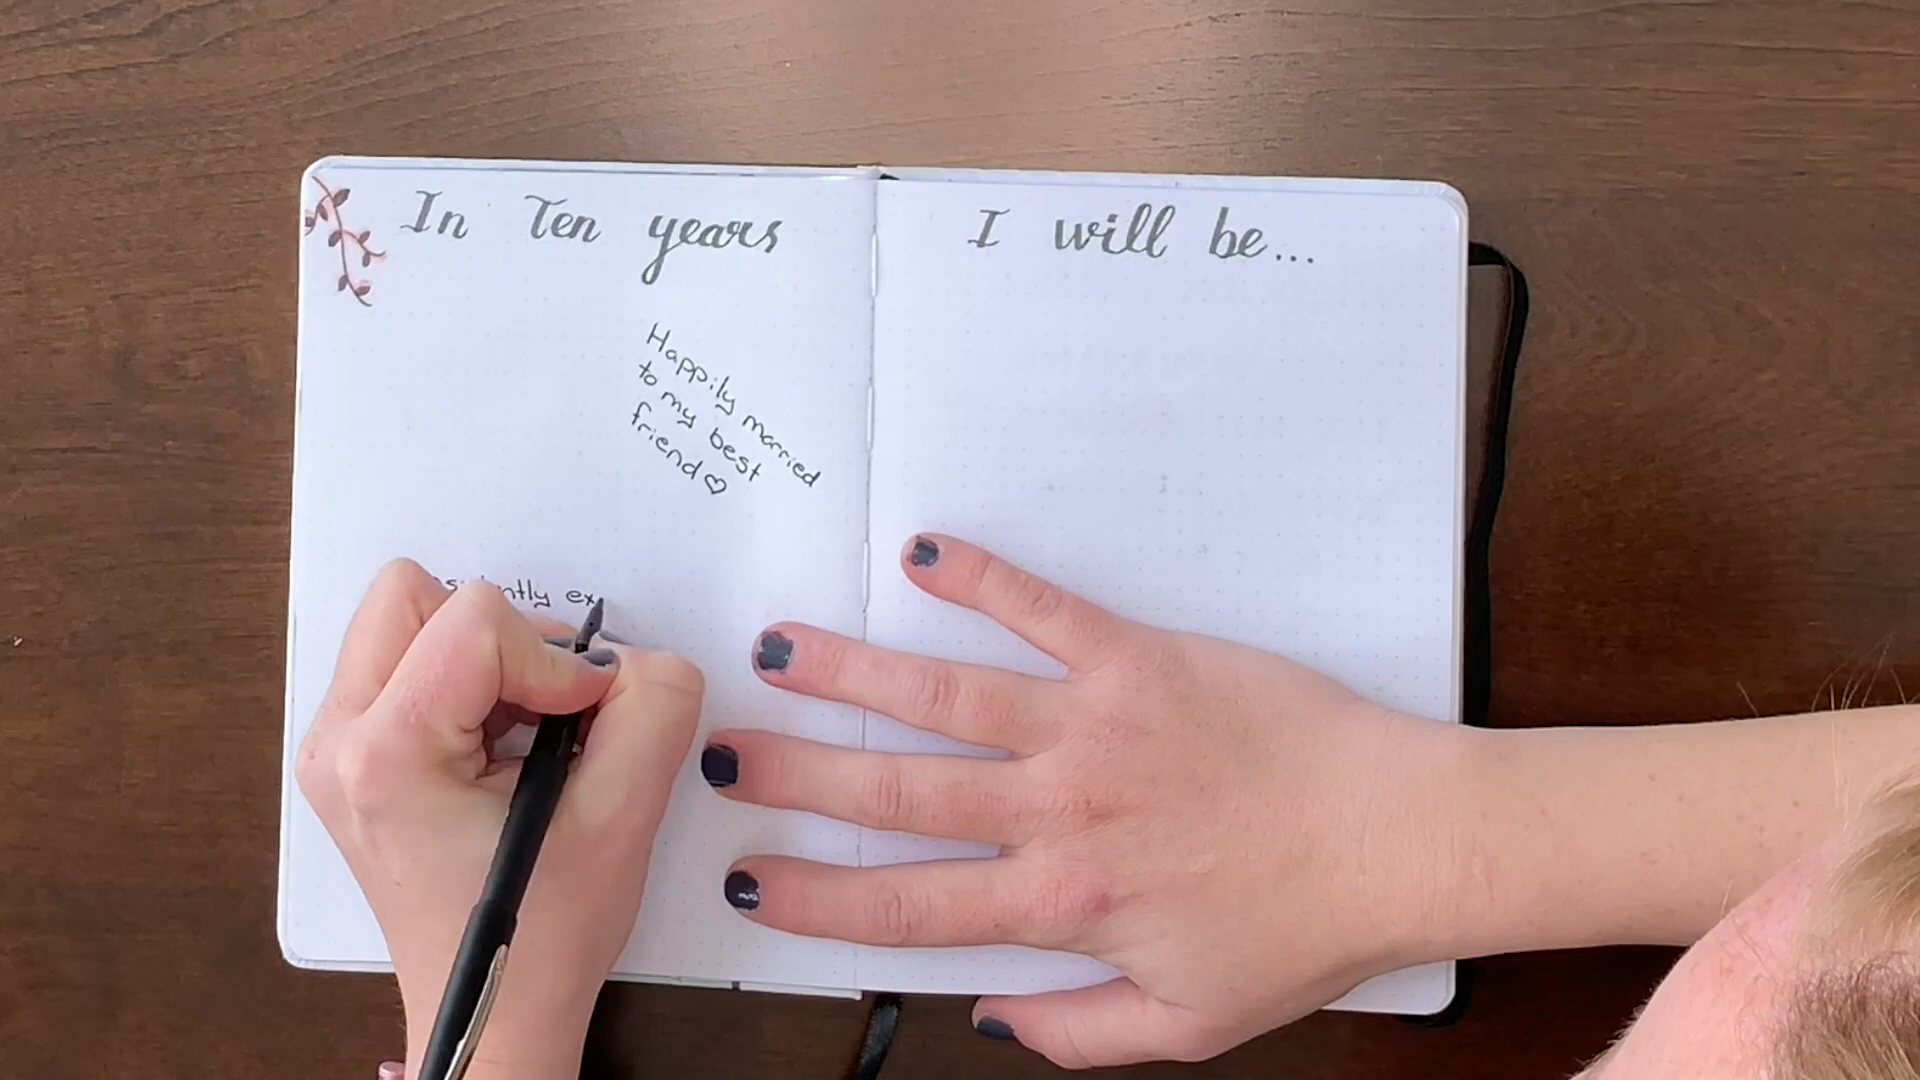 In Ten years
I will be...
Happily married
to my best
friend♡